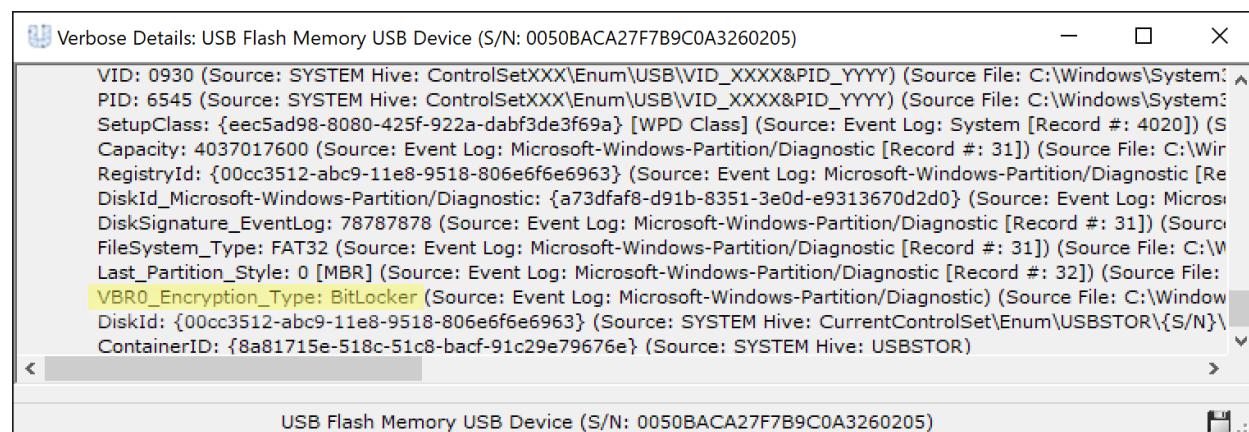 Verbose Details: USB Flash Memory USB Device (S/N: 0050BACA27F7B9C0A3260205)
VID: 0930 (Source: SYSTEM Hive: ControlSetXXX\Enum\USB\VID_XXXX&PID_YYYY) (Source File: C:\Windows\System3
PID: 6545 (Source: SYSTEM Hive: ControlSetXXX\Enum\USB\VID_XXXX&PID_YYYY) (Source File: C:\Windows\System3
SetupClass: {eec5ad98-8080-425f-922a-dabf3de3f69a} [WPD Class] (Source: Event Log: System [Record #: 4020]) (S
Capacity: 4037017600 (Source: Event Log: Microsoft-Windows-Partition/Diagnostic [Record #: 31]) (Source File: C:\Wir
RegistryId: {00cc3512-abc9-11e8-9518-806e6f6e6963} (Source: Event Log: Microsoft-Windows-Partition/Diagnostic [Re
DiskId_Microsoft-Windows-Partition/Diagnostic: {a73dfaf8-d91b-8351-3e0d-e9313670d2d0} (Source: Event Log: Micros
DiskSignature_EventLog: 78787878 (Source: Event Log: Microsoft-Windows-Partition/Diagnostic [Record #: 31]) (Sourc
FileSystem_Type: FAT32 (Source: Event Log: Microsoft-Windows-Partition/Diagnostic [Record #: 31]) (Source File: C:\W
Last_Partition_Style: 0 [MBR] (Source: Event Log: Microsoft-Windows-Partition/Diagnostic [Record #: 32]) (Source File:
VBR0_Encryption_Type: BitLocker (Source: Event Log: Microsoft-Windows-Partition/Diagnostic) (Source File: C:\Window
DiskId: {00cc3512-abc9-11e8-9518-806e6f6e6963} (Source: SYSTEM Hive: CurrentControlSet\Enum\USBSTOR\{S/N}\
ContainerID: {8a81715e-518c-51c8-bacf-91c29e79676e} (Source: SYSTEM Hive: USBSTOR)
USB Flash Memory USB Device (S/N: 0050BACA27F7B9C0A3260205)